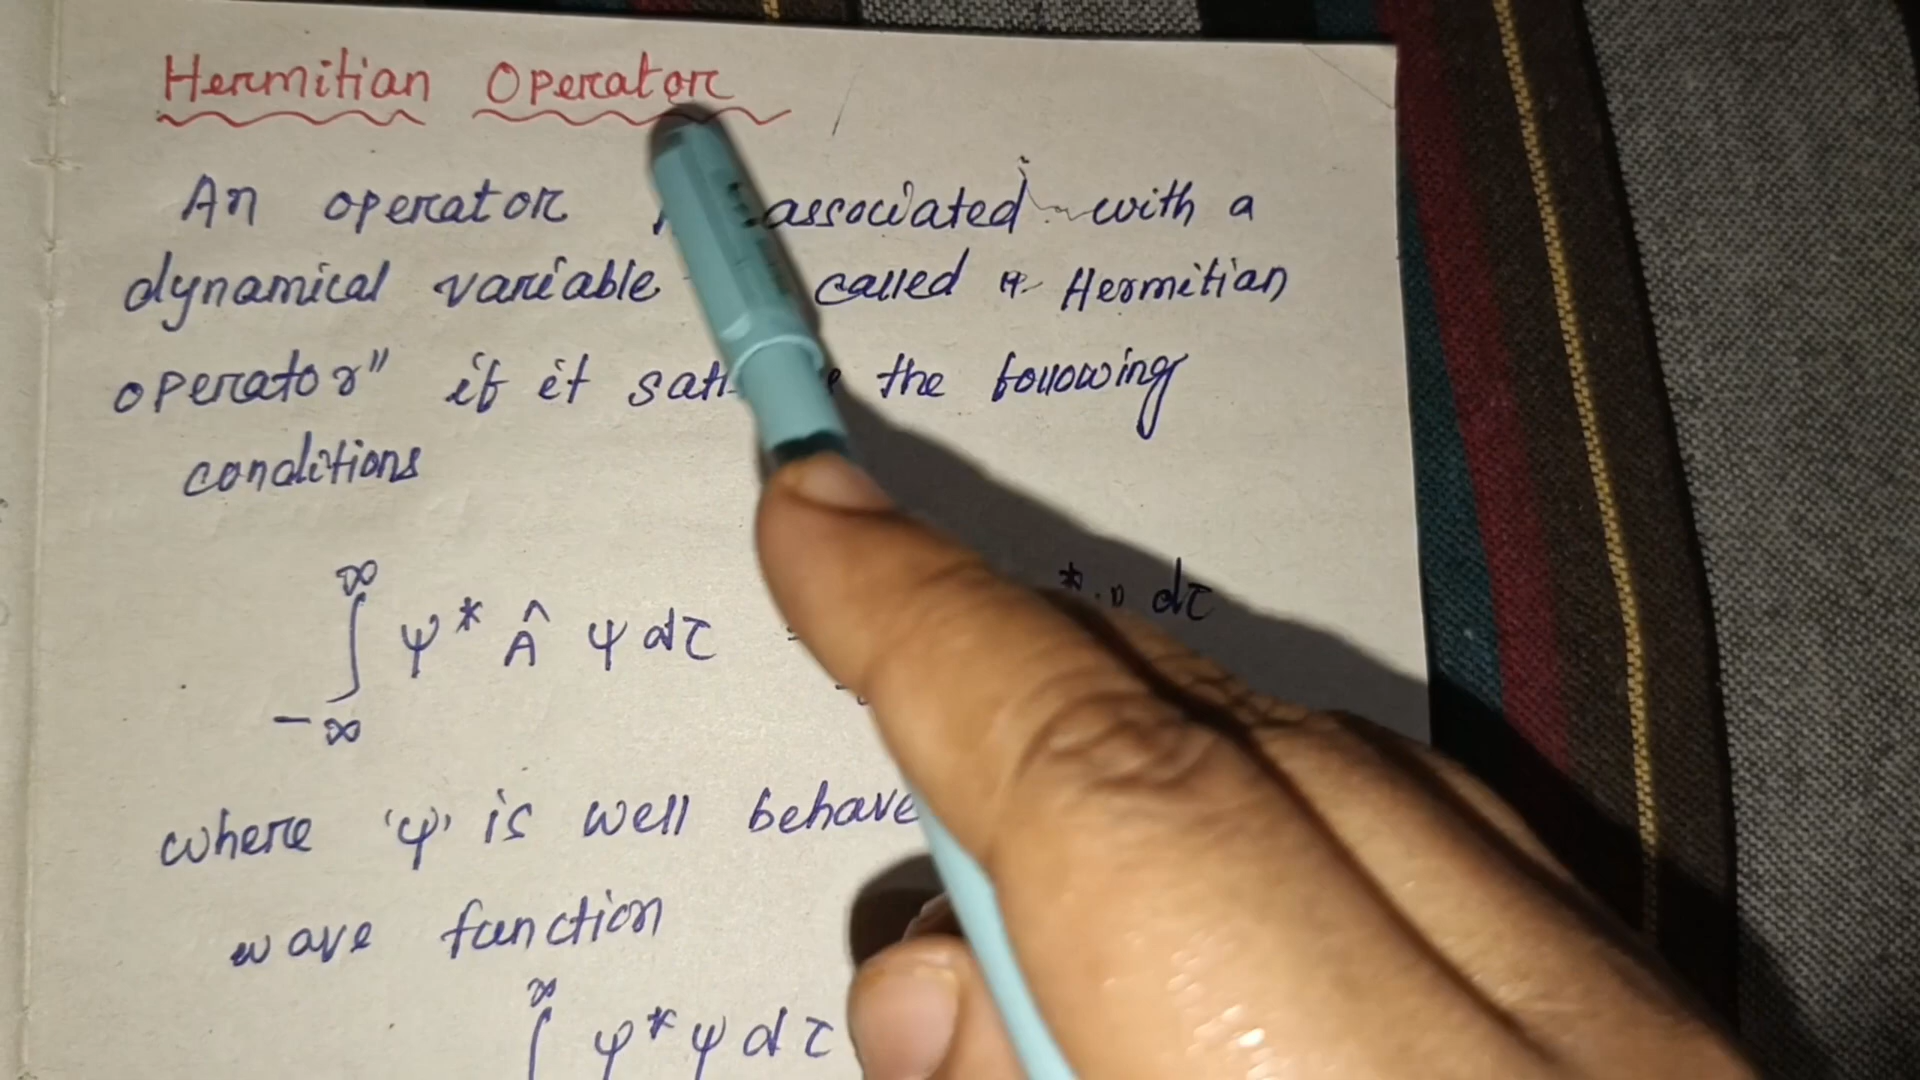 Hermitian Operator
An operator associated with a
dynamical variable called a Hermitian
operator" if it the following
conditions
∞
∫ ψ* Â ψ dτ * dτ
-∞
where 'ψ' is well behave
wave function
∞
∫ ψ* ψ dτ